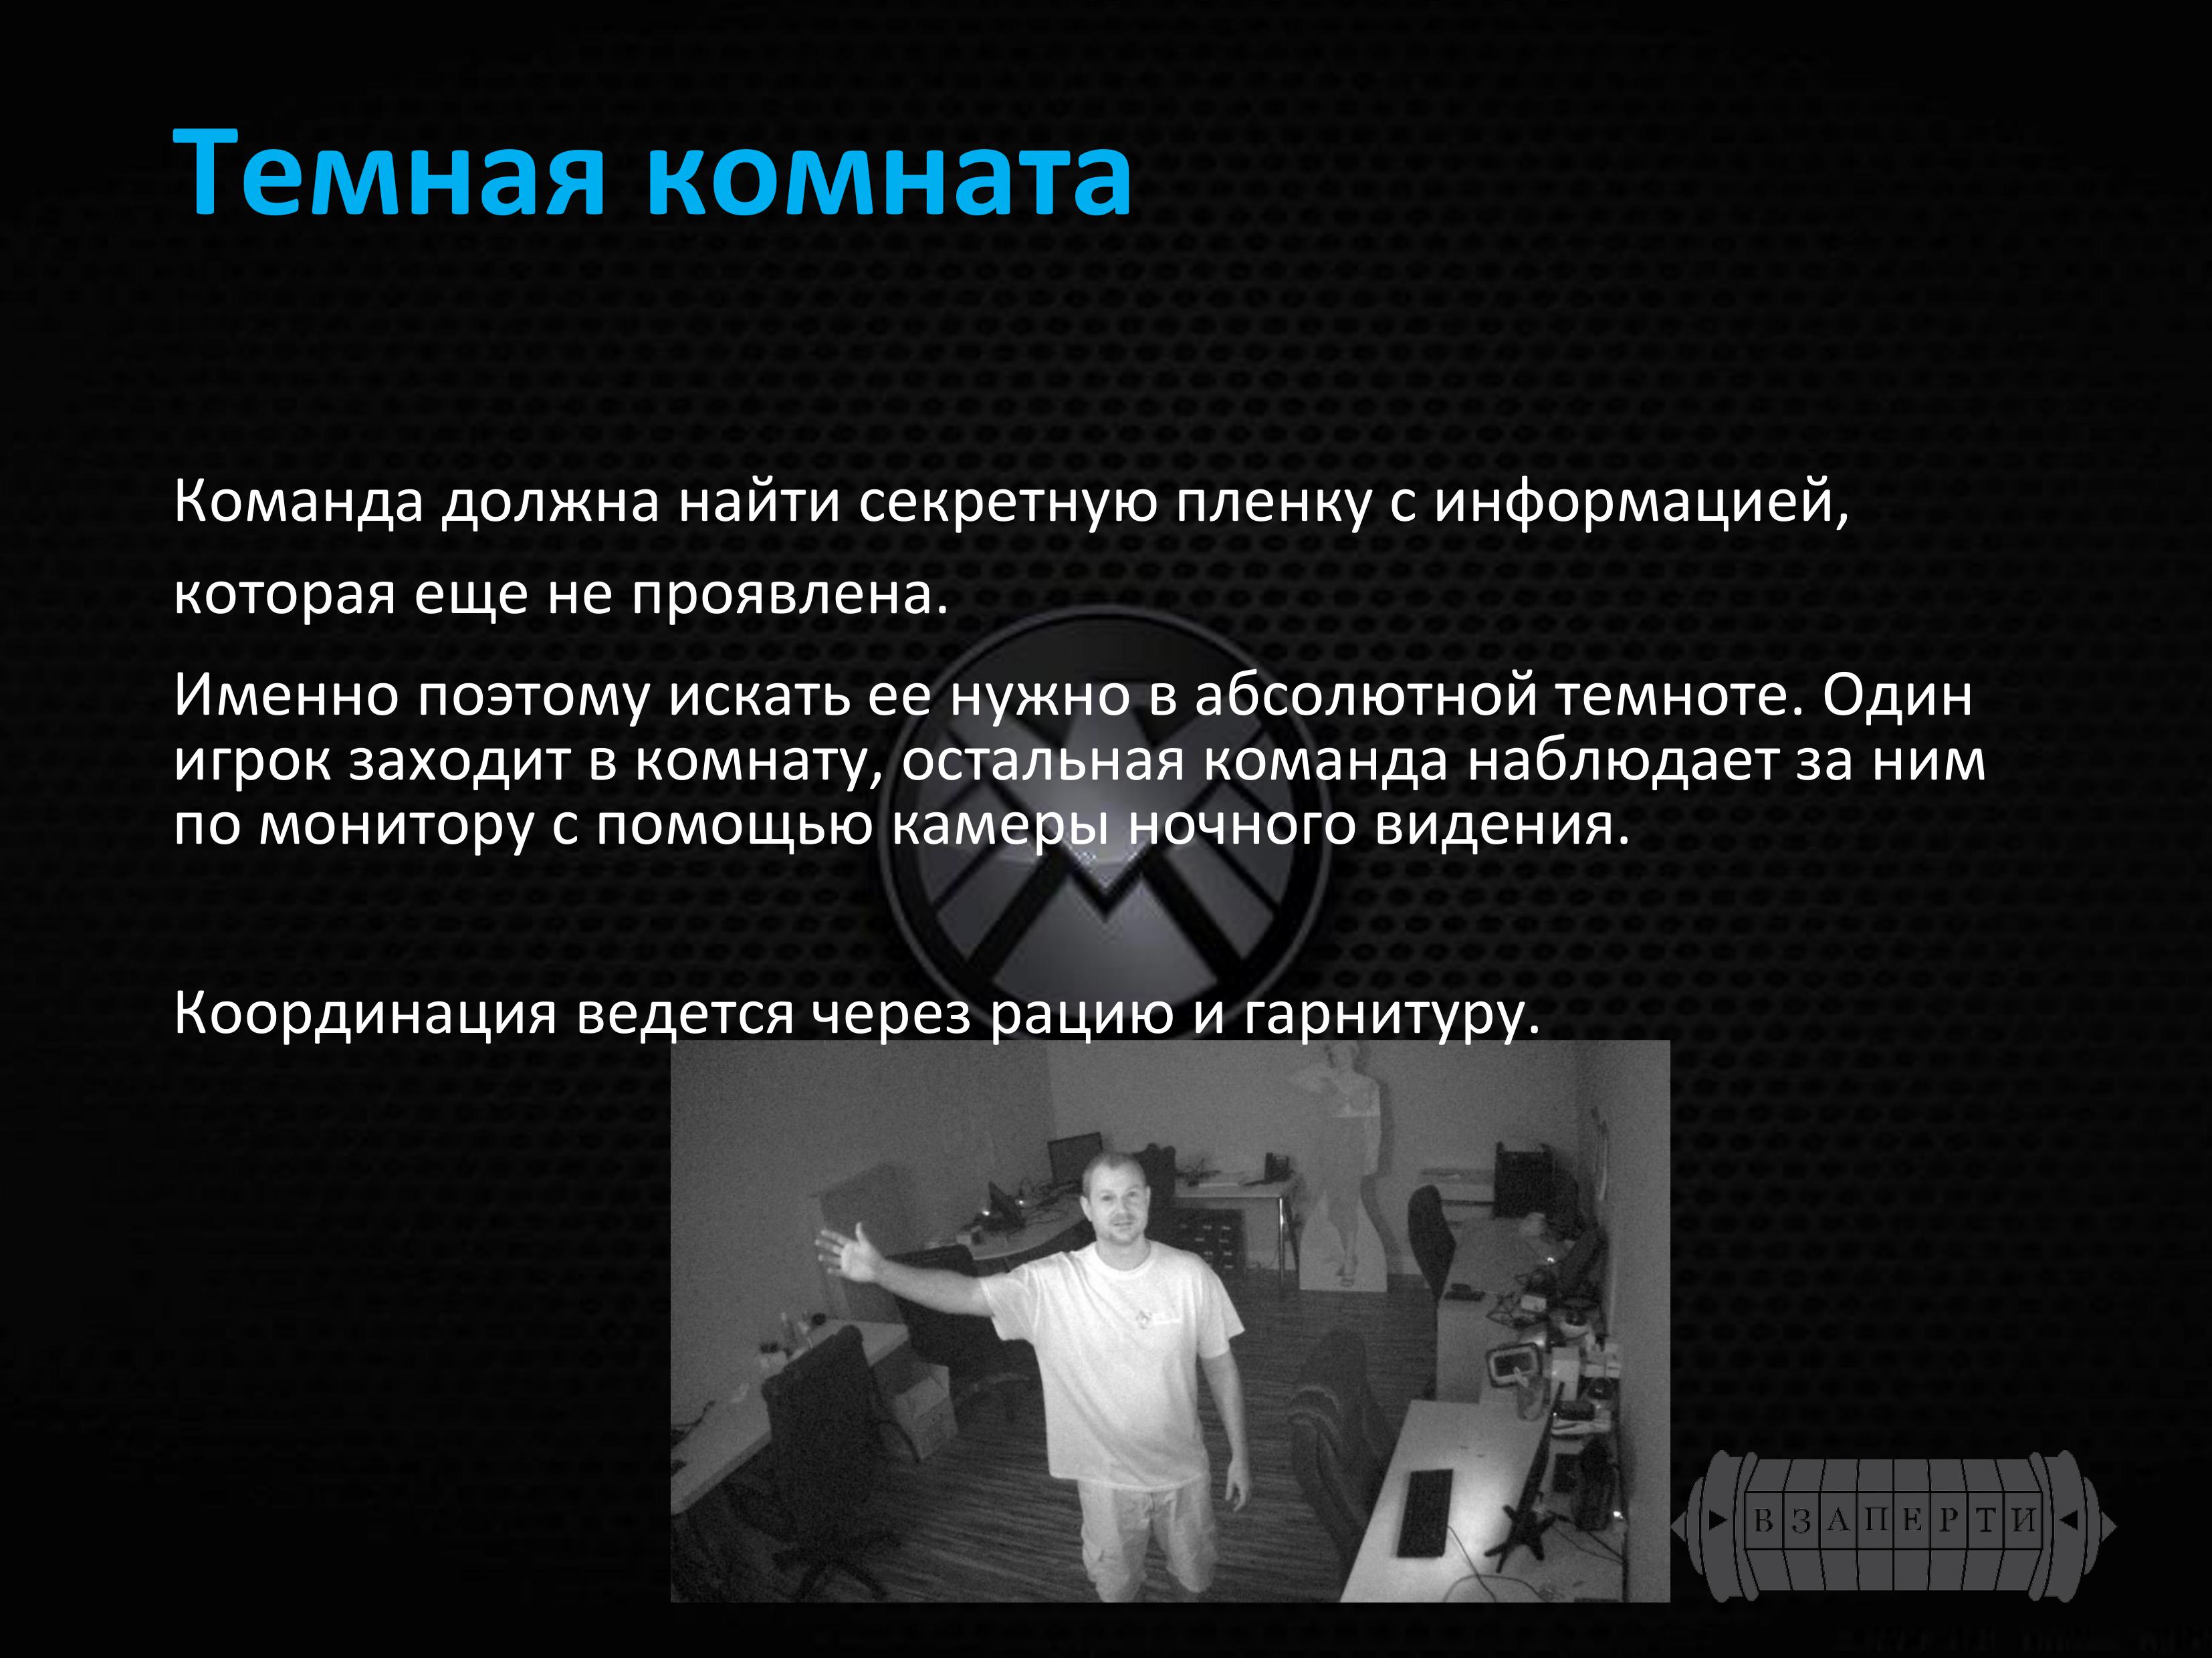 Темная комната
Команда должна найти секретную пленку с информацией,
которая еще не проявлена.
Именно поэтому искать ее нужно в абсолютной темноте. Один
игрок заходит в комнату, остальная команда наблюдает за ним
по монитору с помощью камеры ночного видения.
Координация ведется через рацию и гарнитуру.
ВЗАПЕРТИ